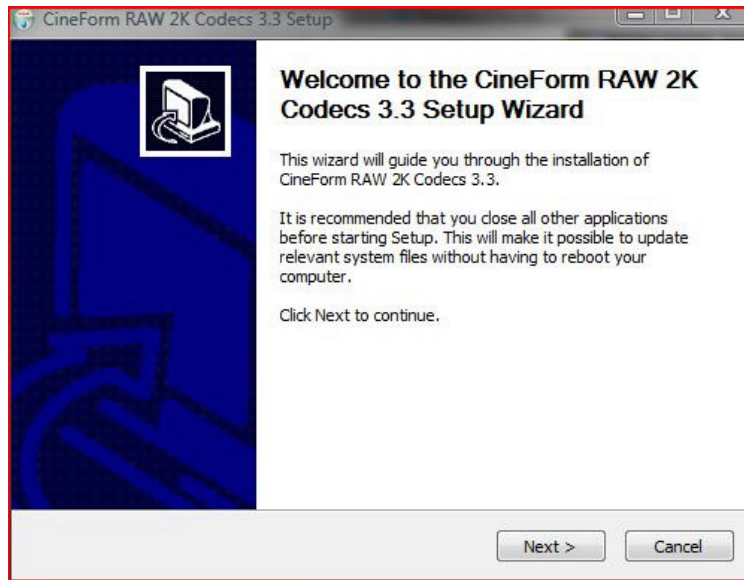 CineForm RAW 2K Codecs 3.3 Setup
Welcome to the CineForm RAW 2K
Codecs 3.3 Setup Wizard
This wizard will guide you through the installation of
CineForm RAW 2K Codecs 3.3.
It is recommended that you close all other applications
before starting Setup. This will make it possible to update
relevant system files without having to reboot your
computer.
Click Next to continue.
Next >
Cancel